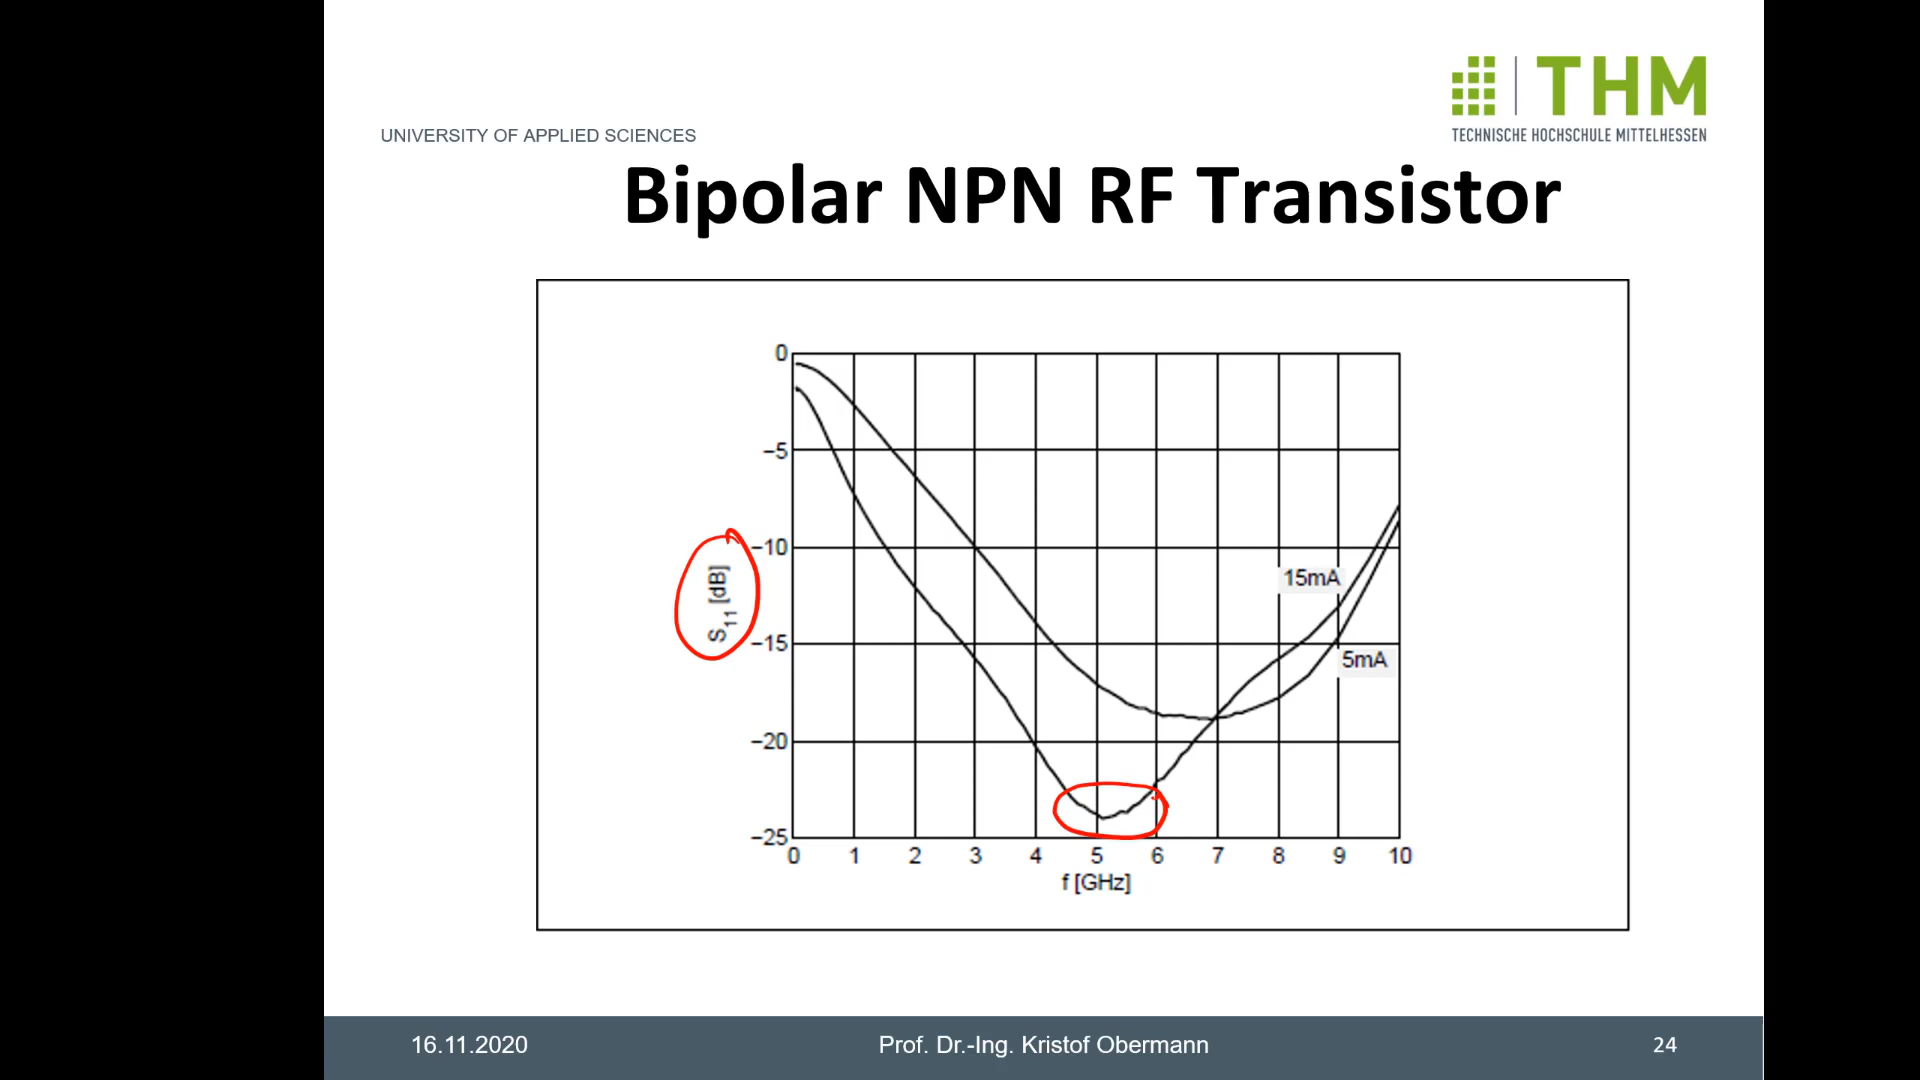 THM
UNIVERSITY OF APPLIED SCIENCES
TECHNISCHE HOCHSCHULE MITTELHESSEN
Bipolar NPN RF Transistor
0
−5
−10
−15
−20
−25
S11 [dB]
15mA
5mA
0 1 2 3 4 5 6 7 8 9 10
f [GHz]
16.11.2020
Prof. Dr.-Ing. Kristof Obermann
24